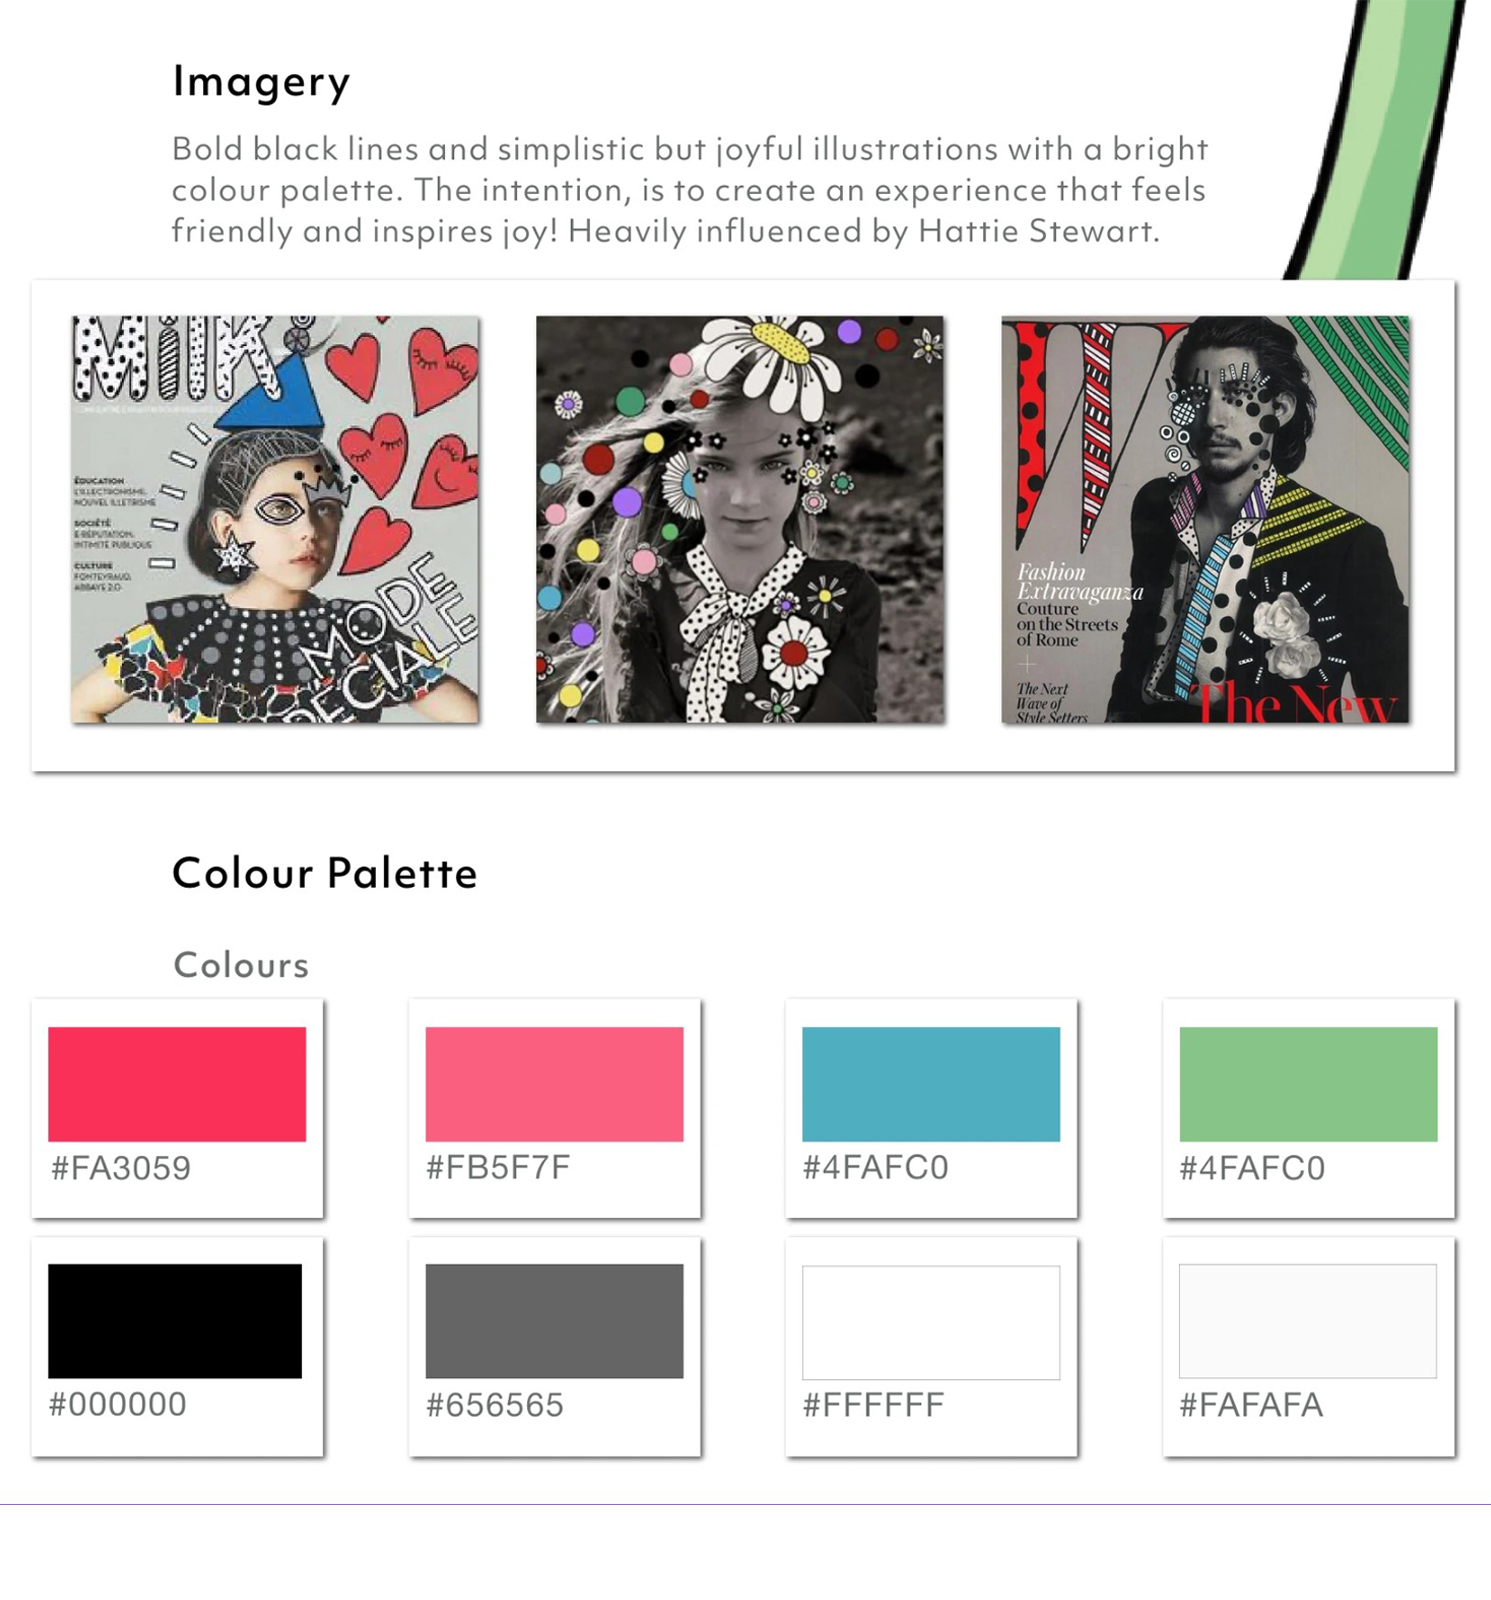 Imagery
Bold black lines and simplistic but joyful illustrations with a bright
colour palette. The intention, is to create an experience that feels
friendly and inspires joy! Heavily influenced by Hattie Stewart.
Milk
ÉDUCATION
L'ILLECTRONISME,
NOUVEL ILLETRISME
SOCIÉTÉ
E-RÉPUTATION,
INTIMITÉ PUBLIQUE
CULTURE
FONTEVRAUD,
ABBAYE 2.0
MODE
SPÉCIALE
W
Fashion
Extravaganza
Couture
on the Streets
of Rome
+
The Next
Wave of
Style Setters
The New
Colour Palette
Colours
#FA3059
#FB5F7F
#4FAFC0
#4FAFC0
#000000
#656565
#FFFFFF
#FAFAFA